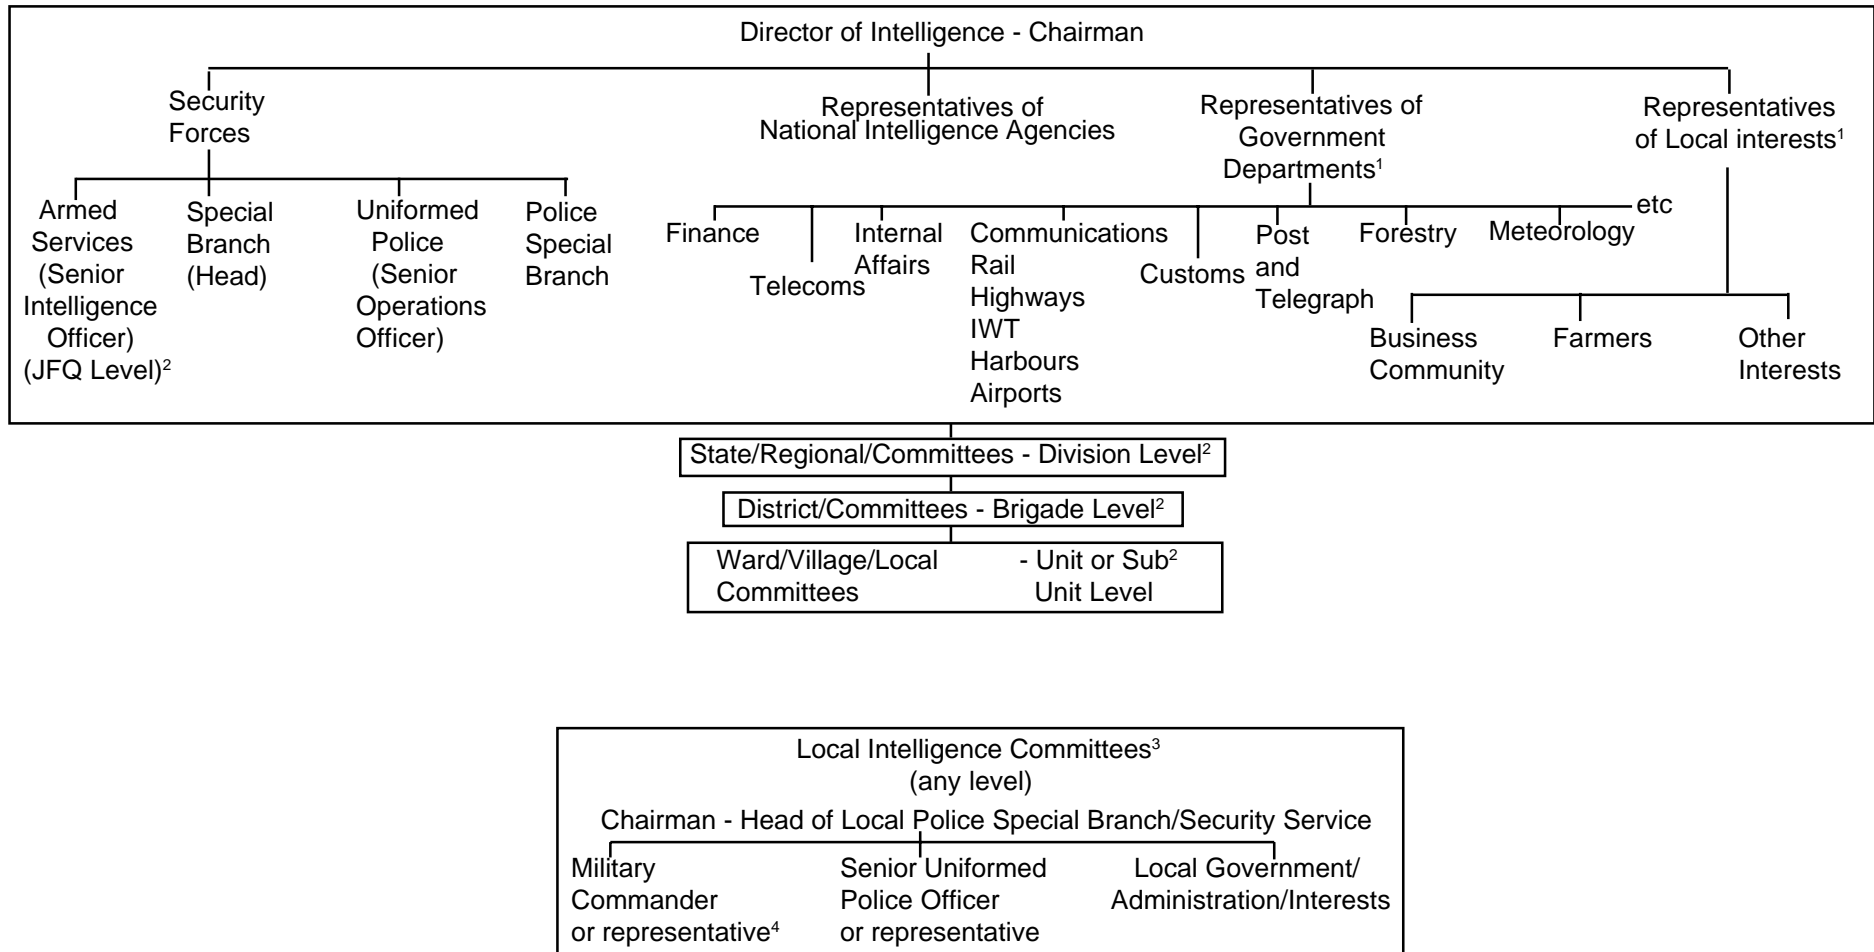 Director of Intelligence - Chairman
Security
Forces
Representatives of
National Intelligence Agencies
Representatives of
Government
Departments¹
Representatives
of Local interests¹
Armed
Services
(Senior
Intelligence
Officer)
(JFQ Level)²
Special
Branch
(Head)
Uniformed
Police
(Senior
Operations
Officer)
Police
Special
Branch
Finance
Telecoms
Internal
Affairs
Communications
Rail
Highways
IWT
Harbours
Airports
Customs
Post
and
Telegraph
Forestry
Meteorology
etc
Business
Community
Farmers
Other
Interests
State/Regional/Committees - Division Level²
District/Committees - Brigade Level²
Ward/Village/Local - Unit or Sub²
Committees Unit Level
Local Intelligence Committees³
(any level)
Chairman - Head of Local Police Special Branch/Security Service
Military
Commander
or representative⁴
Senior Uniformed
Police Officer
or representative
Local Government/
Administration/Interests